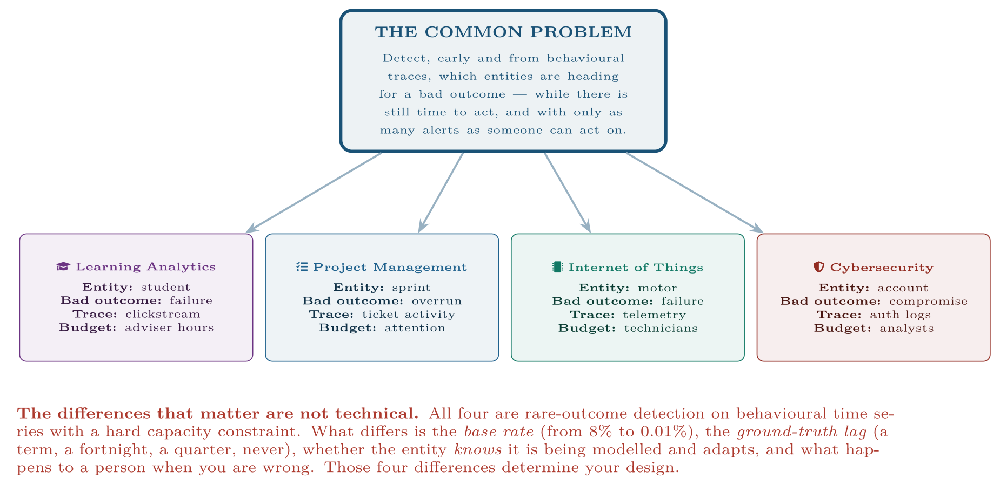 THE COMMON PROBLEM
Detect, early and from behavioural
traces, which entities are heading
for a bad outcome — while there is
still time to act, and with only as
many alerts as someone can act on.
Learning Analytics
Entity: student
Bad outcome: failure
Trace: clickstream
Budget: adviser hours
Project Management
Entity: sprint
Bad outcome: overrun
Trace: ticket activity
Budget: attention
Internet of Things
Entity: motor
Bad outcome: failure
Trace: telemetry
Budget: technicians
Cybersecurity
Entity: account
Bad outcome: compromise
Trace: auth logs
Budget: analysts
The differences that matter are not technical. All four are rare-outcome detection on behavioural time se-
ries with a hard capacity constraint. What differs is the base rate (from 8% to 0.01%), the ground-truth lag (a
term, a fortnight, a quarter, never), whether the entity knows it is being modelled and adapts, and what hap-
pens to a person when you are wrong. Those four differences determine your design.